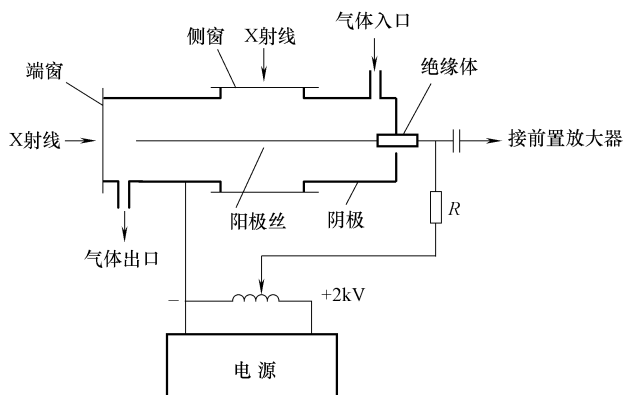 气体入口
侧窗
X射线
端窗
绝缘体
X射线
接前置放大器
阳极丝
阴极
R
气体出口
−
+2kV
电源